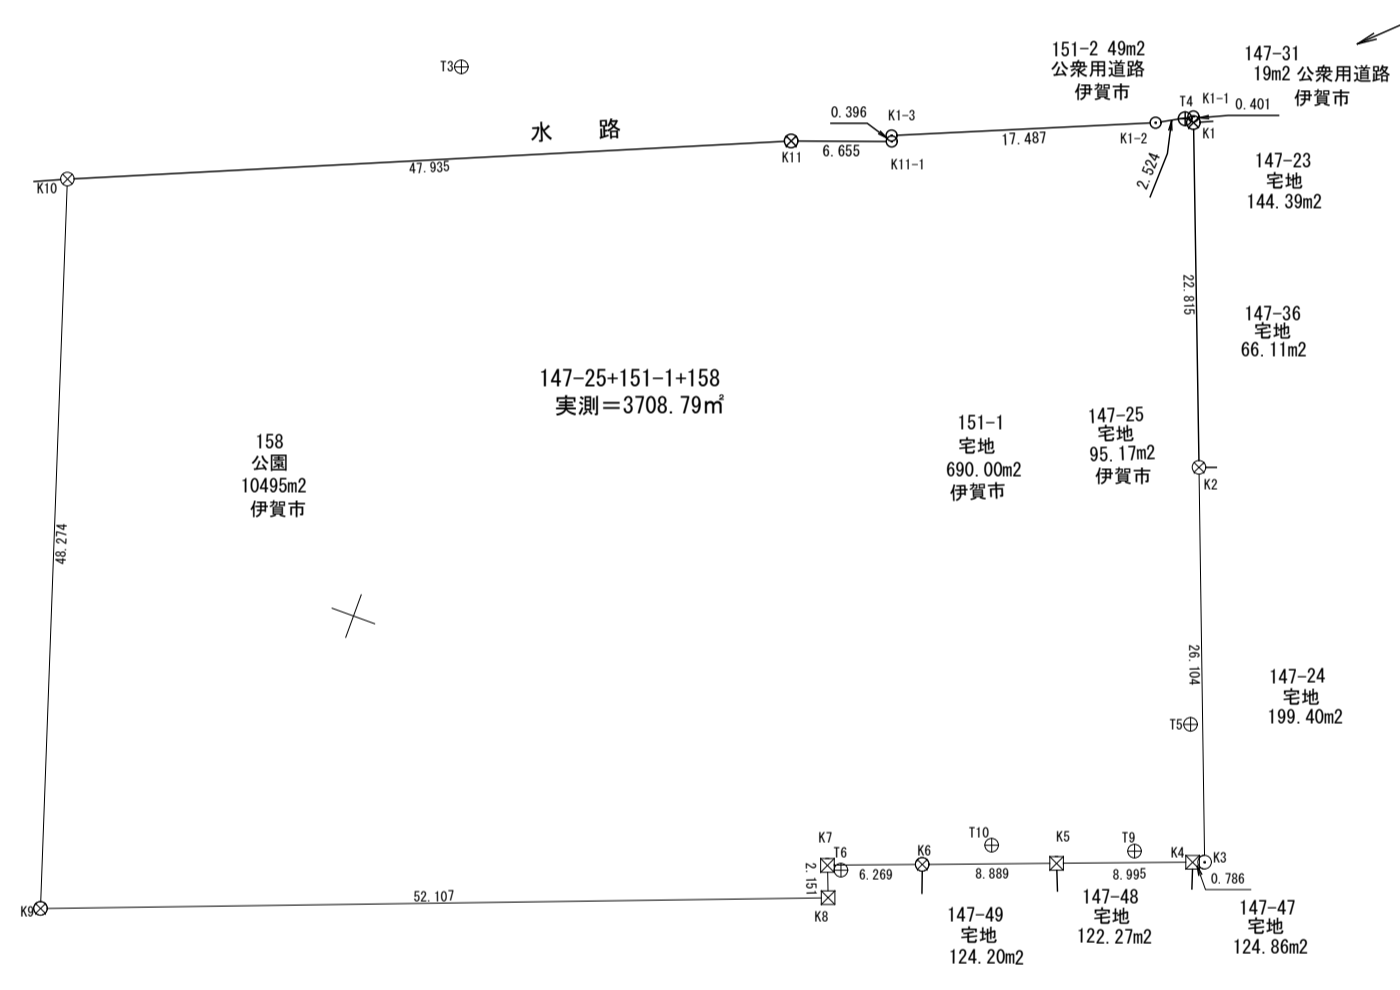 151-2 49m2
公衆用道路
伊賀市
147-31
19m2 公衆用道路
伊賀市
T3
T4
K1-1
0.401
0.396
K1-3
水 路
K11
6.655
K11-1
17.487
K1-2
K1
2.524
47.935
K10
147-23
宅地
144.39m2
22.815
147-36
宅地
66.11m2
147-25+151-1+158
実測=3708.79㎡
158
公園
10495m2
伊賀市
151-1
宅地
690.00m2
伊賀市
147-25
宅地
95.17m2
伊賀市
K2
48.274
26.104
147-24
宅地
199.40m2
T5
K7
T6
2.151
6.269
K6
T10
8.889
K5
T9
8.995
K4
K3
0.786
K9
52.107
K8
147-49
宅地
124.20m2
147-48
宅地
122.27m2
147-47
宅地
124.86m2